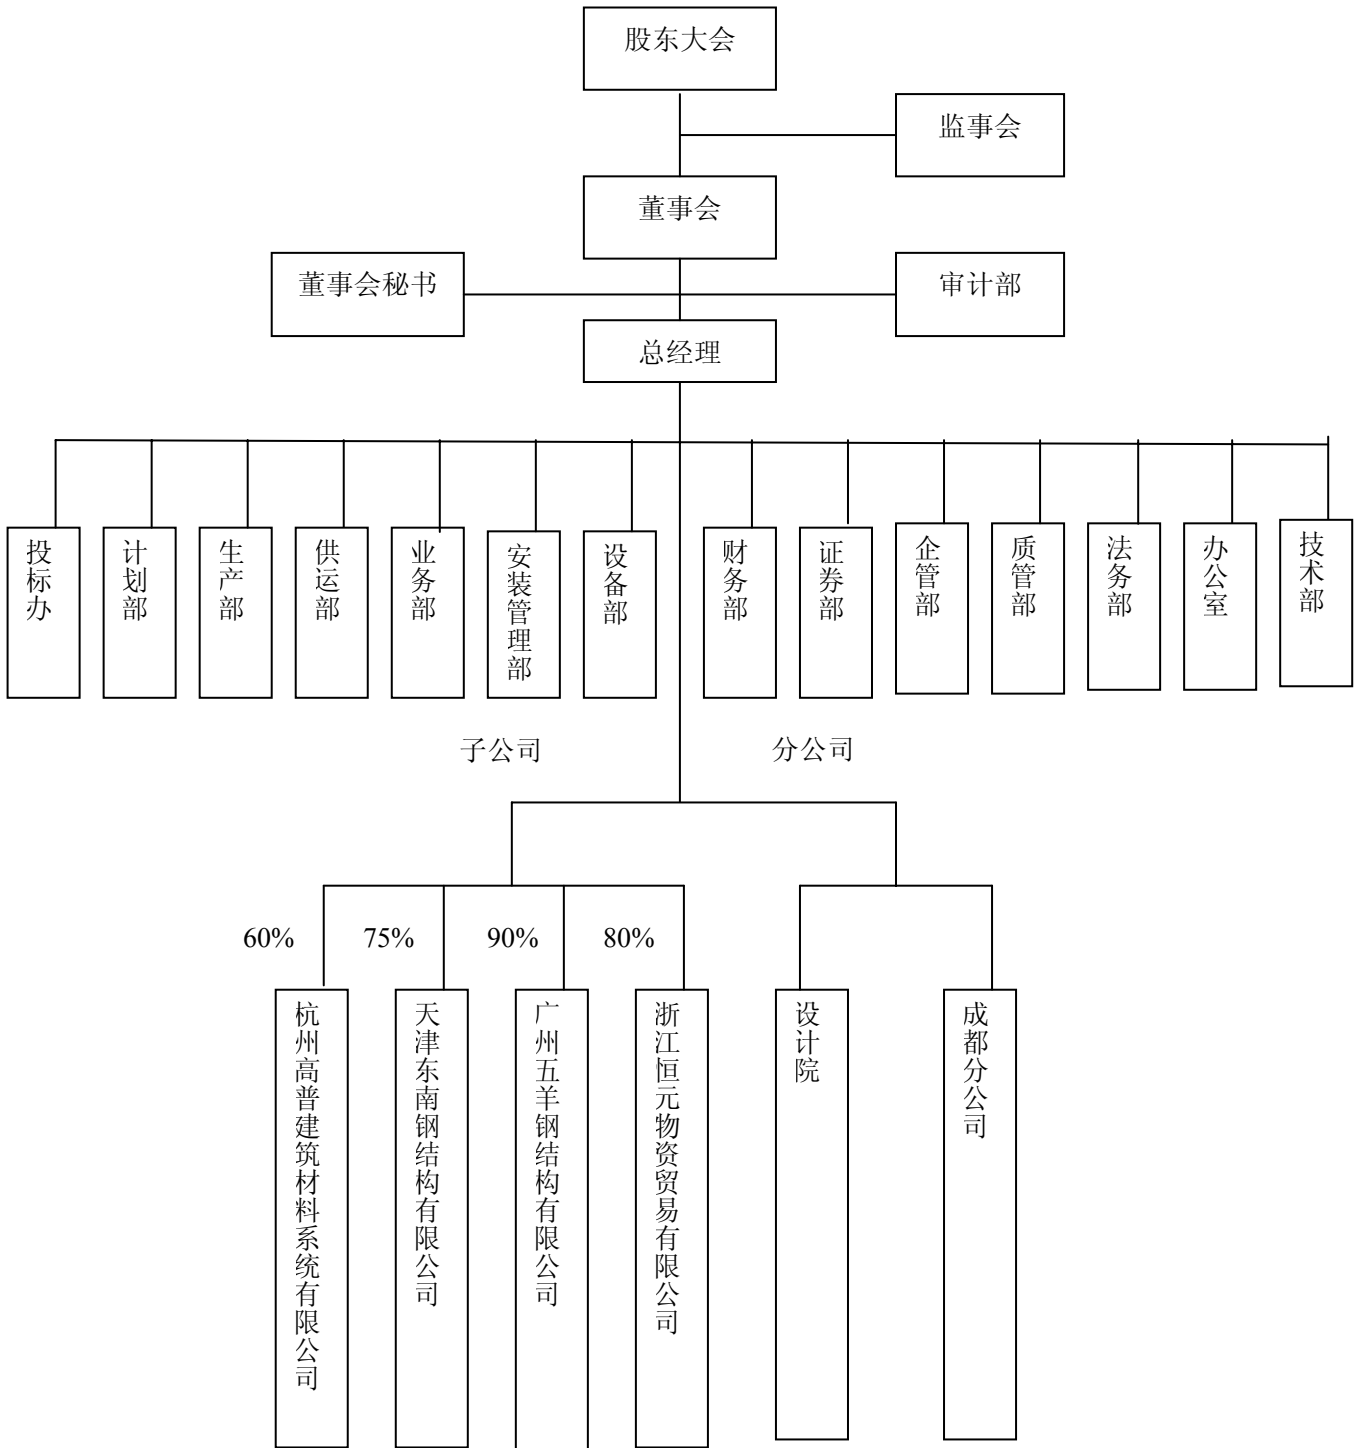 股东大会
监事会
董事会
董事会秘书
审计部
总经理
投标办
计划部
生产部
供运部
业务部
安装管理部
设备部
财务部
证券部
企管部
质管部
法务部
办公室
技术部
子公司
分公司
60%
75%
90%
80%
杭州高普建筑材料系统有限公司
天津东南钢结构有限公司
广州五羊钢结构有限公司
浙江恒元物资贸易有限公司
设计院
成都分公司